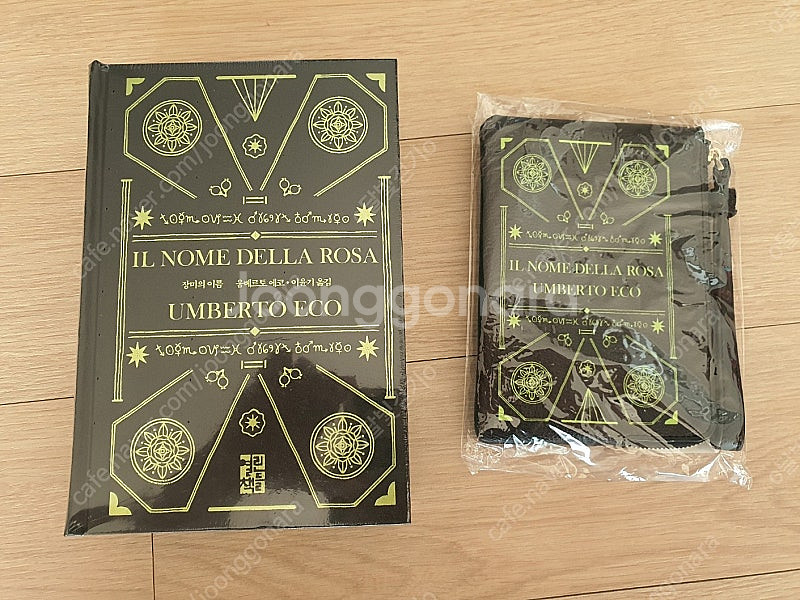 IL NOME DELLA ROSA
장미의 이름 움베르토 에코 • 이윤기 옮김
UMBERTO ECO
열린
책들
IL NOME DELLA ROSA
UMBERTO ECO
joonggonara